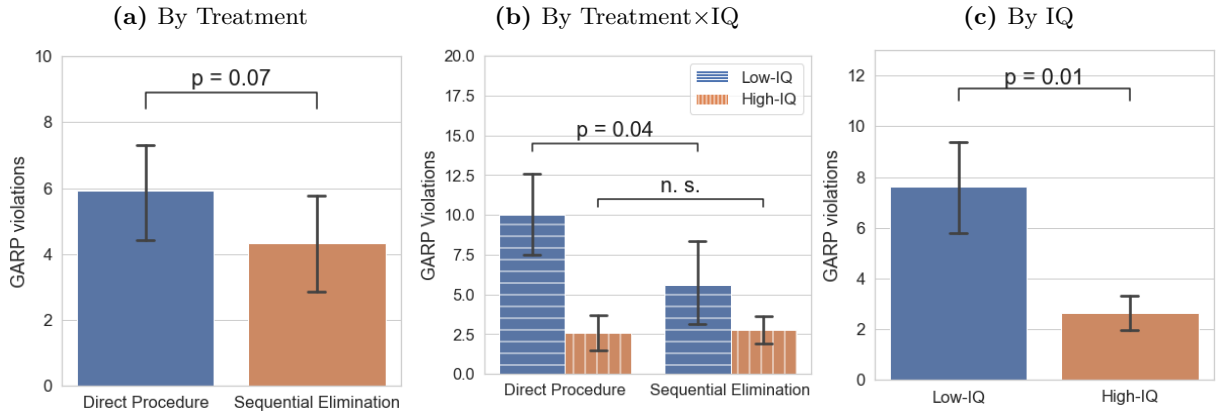 (a) By Treatment
GARP violations
10
8
6
4
2
0
p = 0.07
Direct Procedure
Sequential Elimination
(b) By Treatment×IQ
GARP Violations
20.0
17.5
15.0
12.5
10.0
7.5
5.0
2.5
0.0
Low-IQ
High-IQ
p = 0.04
n. s.
Direct Procedure
Sequential Elimination
(c) By IQ
GARP violations
12
10
8
6
4
2
0
p = 0.01
Low-IQ
High-IQ